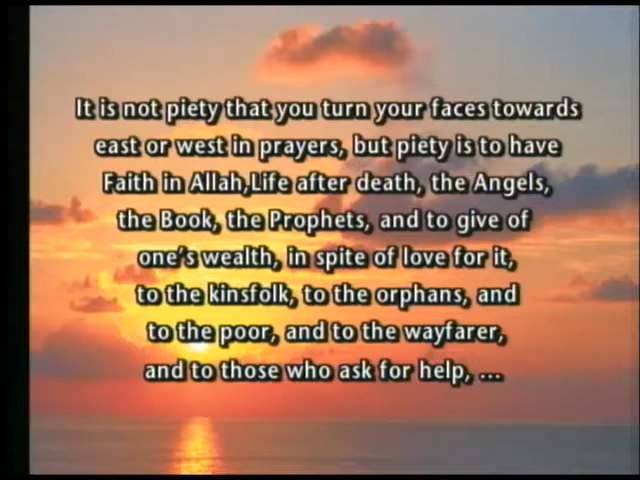 It is not piety that you turn your faces towards
east or west in prayers, but piety is to have
Faith in Allah,Life after death, the Angels,
the Book, the Prophets, and to give of
one's wealth, in spite of love for it,
to the kinsfolk, to the orphans, and
to the poor, and to the wayfarer,
and to those who ask for help, ...